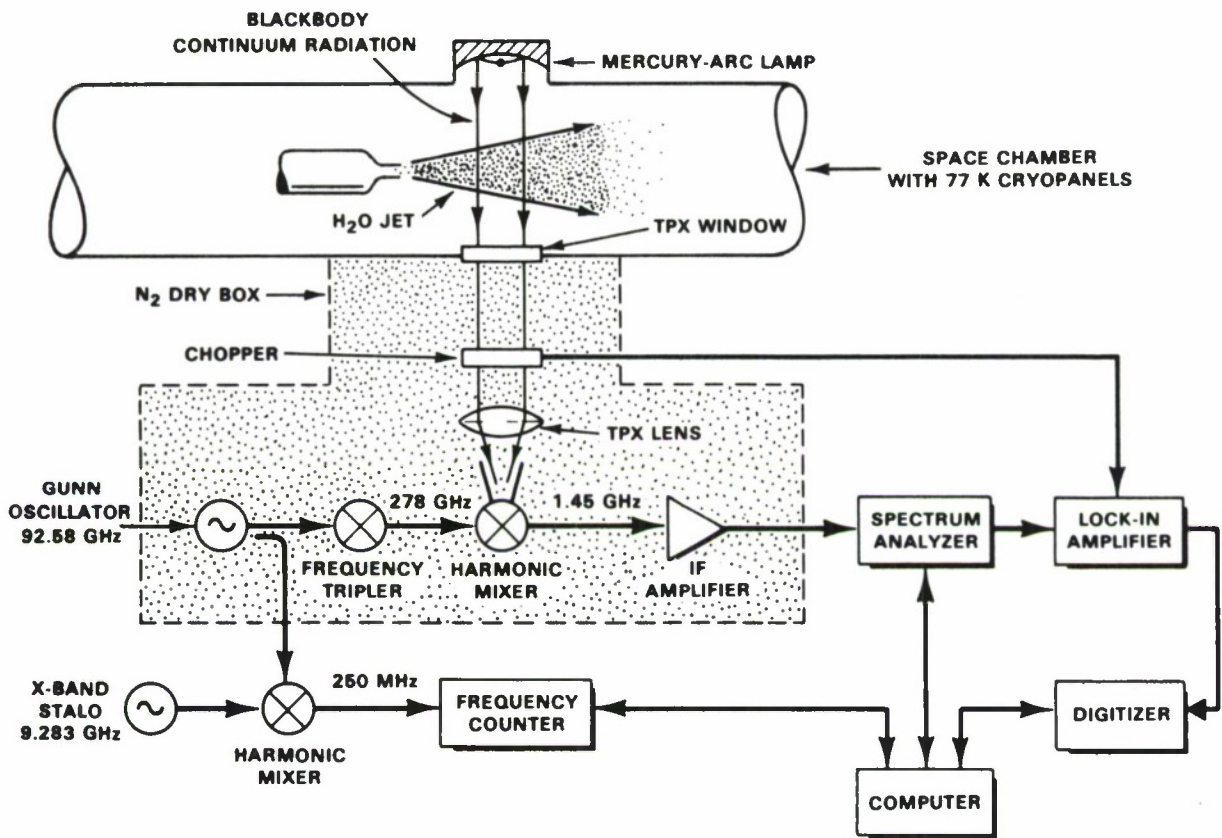 BLACKBODY
CONTINUUM RADIATION
MERCURY-ARC LAMP
SPACE CHAMBER
WITH 77 K CRYOPANELS
H₂O JET
TPX WINDOW
N₂ DRY BOX
CHOPPER
TPX LENS
GUNN
OSCILLATOR
92.58 GHz
278 GHz
1.45 GHz
FREQUENCY
TRIPLER
HARMONIC
MIXER
IF
AMPLIFIER
SPECTRUM
ANALYZER
LOCK-IN
AMPLIFIER
X-BAND
STALO
9.283 GHz
250 MHz
HARMONIC
MIXER
FREQUENCY
COUNTER
DIGITIZER
COMPUTER